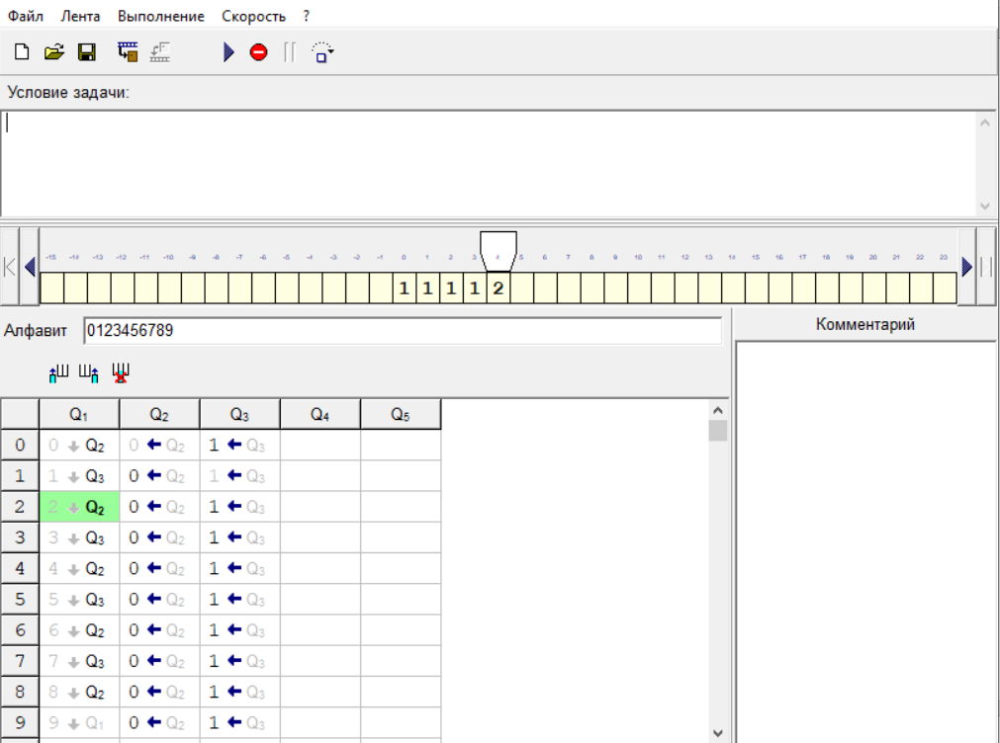 Файл Лента Выполнение Скорость ?
Условие задачи:
-15 -14 -13 -12 -11 -10 -9 -8 -7 -6 -5 -4 -3 -2 -1 0 1 2 3 4 5 6 7 8 9 10 11 12 13 14 15 16 17 18 19 20 21 22 23
1 1 1 1 2
Алфавит 0123456789
Комментарий
Q1 Q2 Q3 Q4 Q5
0 0 Q2 0 Q2 1 Q3
1 1 Q3 0 Q2 1 Q3
2 2 Q2 0 Q2 1 Q3
3 3 Q3 0 Q2 1 Q3
4 4 Q2 0 Q2 1 Q3
5 5 Q3 0 Q2 1 Q3
6 6 Q2 0 Q2 1 Q3
7 7 Q3 0 Q2 1 Q3
8 8 Q2 0 Q2 1 Q3
9 9 Q1 0 Q2 1 Q3